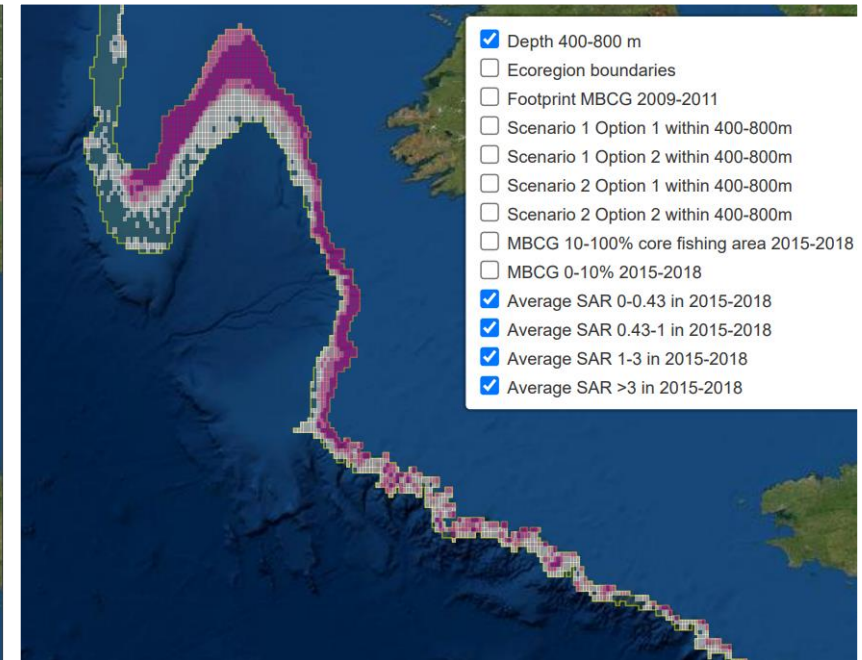 Depth 400-800 m
Ecoregion boundaries
Footprint MBCG 2009-2011
Scenario 1 Option 1 within 400-800m
Scenario 1 Option 2 within 400-800m
Scenario 2 Option 1 within 400-800m
Scenario 2 Option 2 within 400-800m
MBCG 10-100% core fishing area 2015-2018
MBCG 0-10% 2015-2018
Average SAR 0-0.43 in 2015-2018
Average SAR 0.43-1 in 2015-2018
Average SAR 1-3 in 2015-2018
Average SAR >3 in 2015-2018